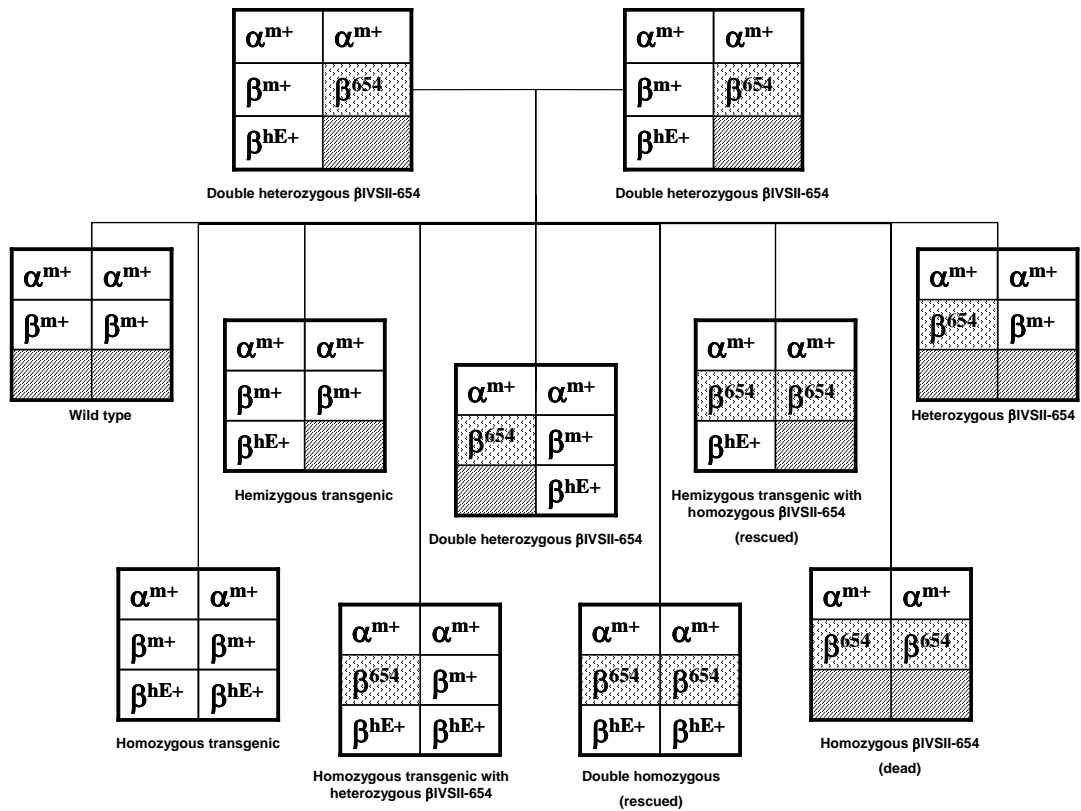 α^m+ α^m+ α^m+ α^m+
β^m+ β^654 β^m+ β^654
β^hE+ β^hE+
Double heterozygous βIVSII-654 Double heterozygous βIVSII-654
α^m+ α^m+
β^m+ β^m+
Wild type
α^m+ α^m+
β^m+ β^m+
β^hE+
Hemizygous transgenic
α^m+ α^m+
β^654 β^m+
β^hE+
Double heterozygous βIVSII-654
α^m+ α^m+
β^654 β^654
β^hE+
Hemizygous transgenic with
homozygous βIVSII-654
(rescued)
α^m+ α^m+
β^654 β^m+
Heterozygous βIVSII-654
α^m+ α^m+
β^m+ β^m+
β^hE+ β^hE+
Homozygous transgenic
α^m+ α^m+
β^654 β^m+
β^hE+ β^hE+
Homozygous transgenic with
heterozygous βIVSII-654
α^m+ α^m+
β^654 β^654
β^hE+ β^hE+
Double homozygous
(rescued)
α^m+ α^m+
β^654 β^654
Homozygous βIVSII-654
(dead)